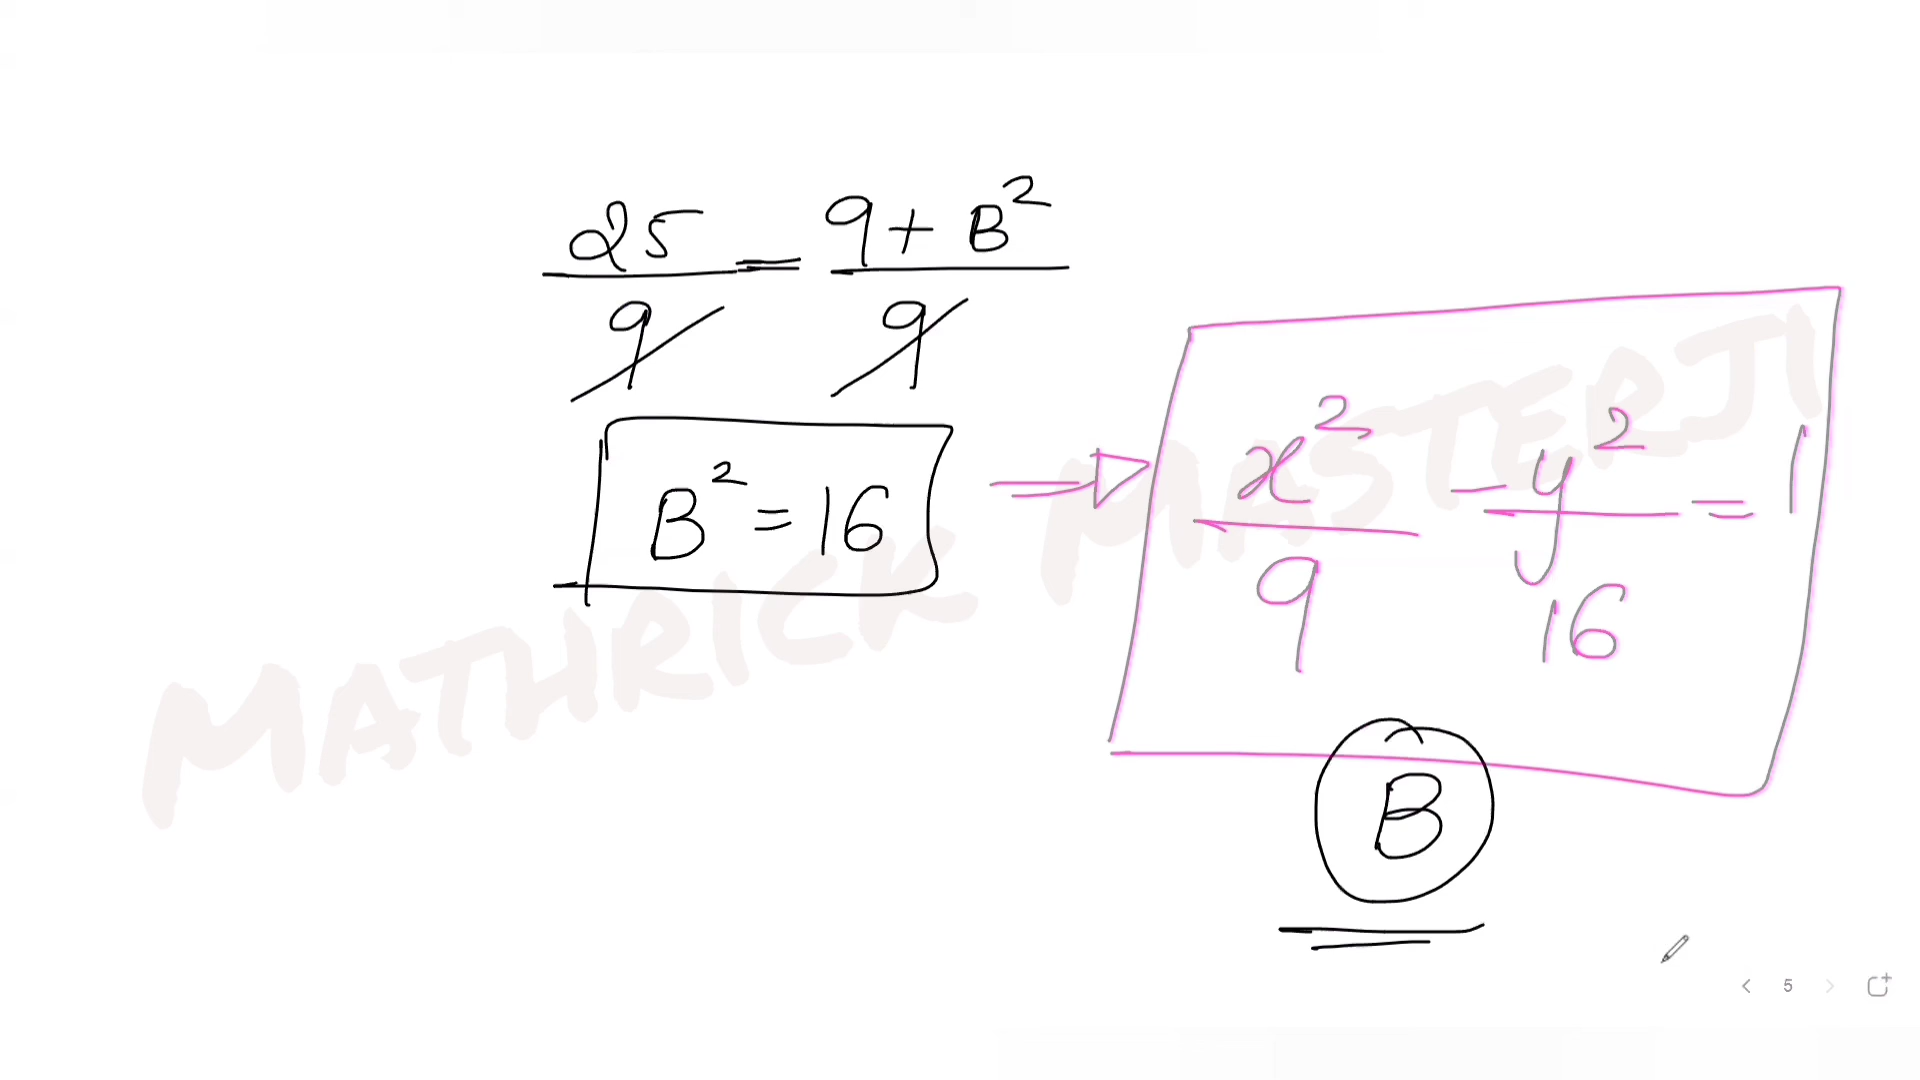 25/9 = 9 + B²/9
B² = 16
x²/9 - y²/16 = 1
B
MATHRICK MASTERJI
5